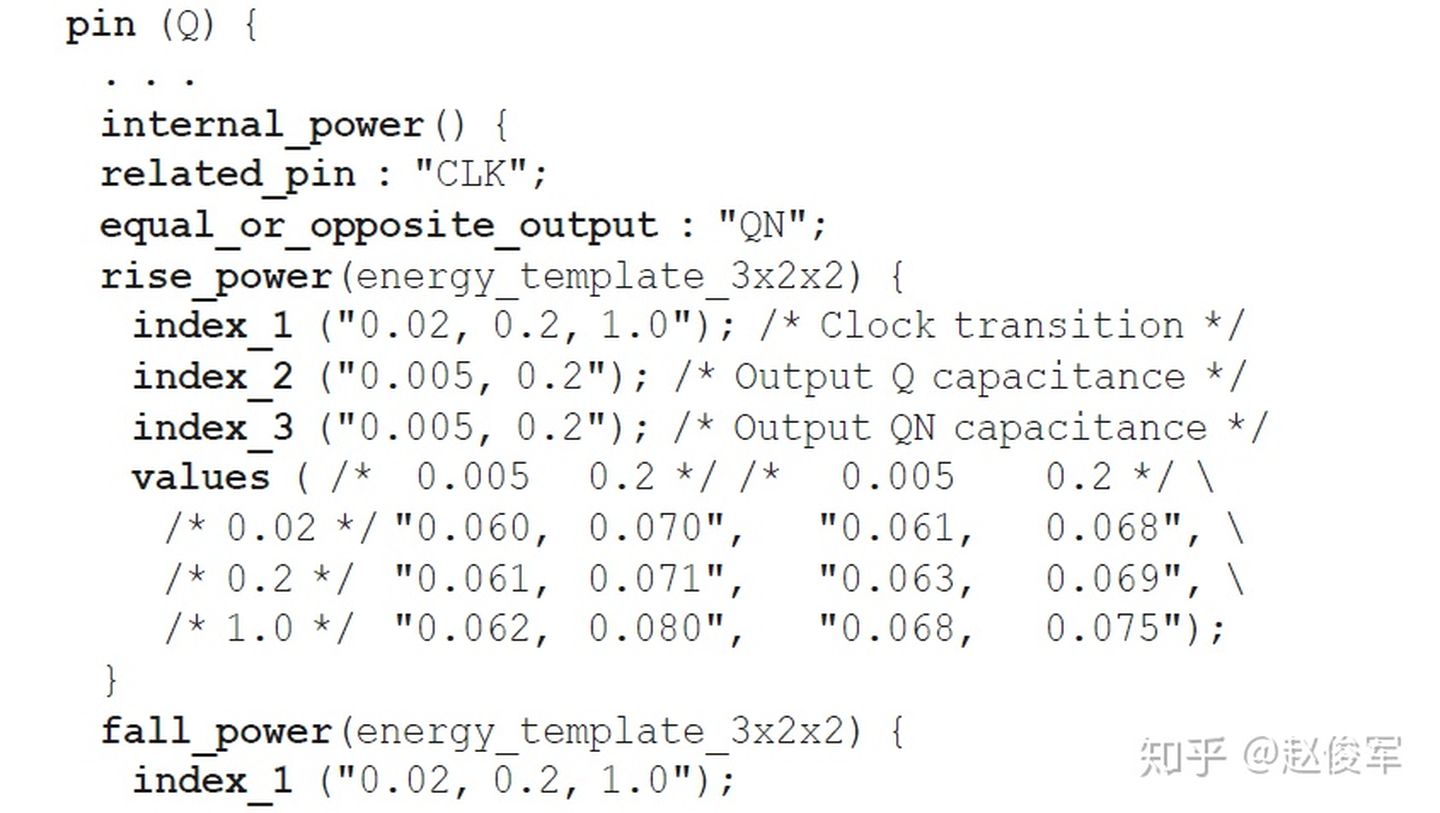 pin (Q) {
. . .
internal_power() {
related_pin : "CLK";
equal_or_opposite_output : "QN";
rise_power(energy_template_3x2x2) {
index_1 ("0.02, 0.2, 1.0"); /* Clock transition */
index_2 ("0.005, 0.2"); /* Output Q capacitance */
index_3 ("0.005, 0.2"); /* Output QN capacitance */
values ( /* 0.005 0.2 */ /* 0.005 0.2 */ \
/* 0.02 */ "0.060, 0.070", "0.061, 0.068", \
/* 0.2 */ "0.061, 0.071", "0.063, 0.069", \
/* 1.0 */ "0.062, 0.080", "0.068, 0.075");
}
fall_power(energy_template_3x2x2) {
index_1 ("0.02, 0.2, 1.0");
知乎 @赵俊军